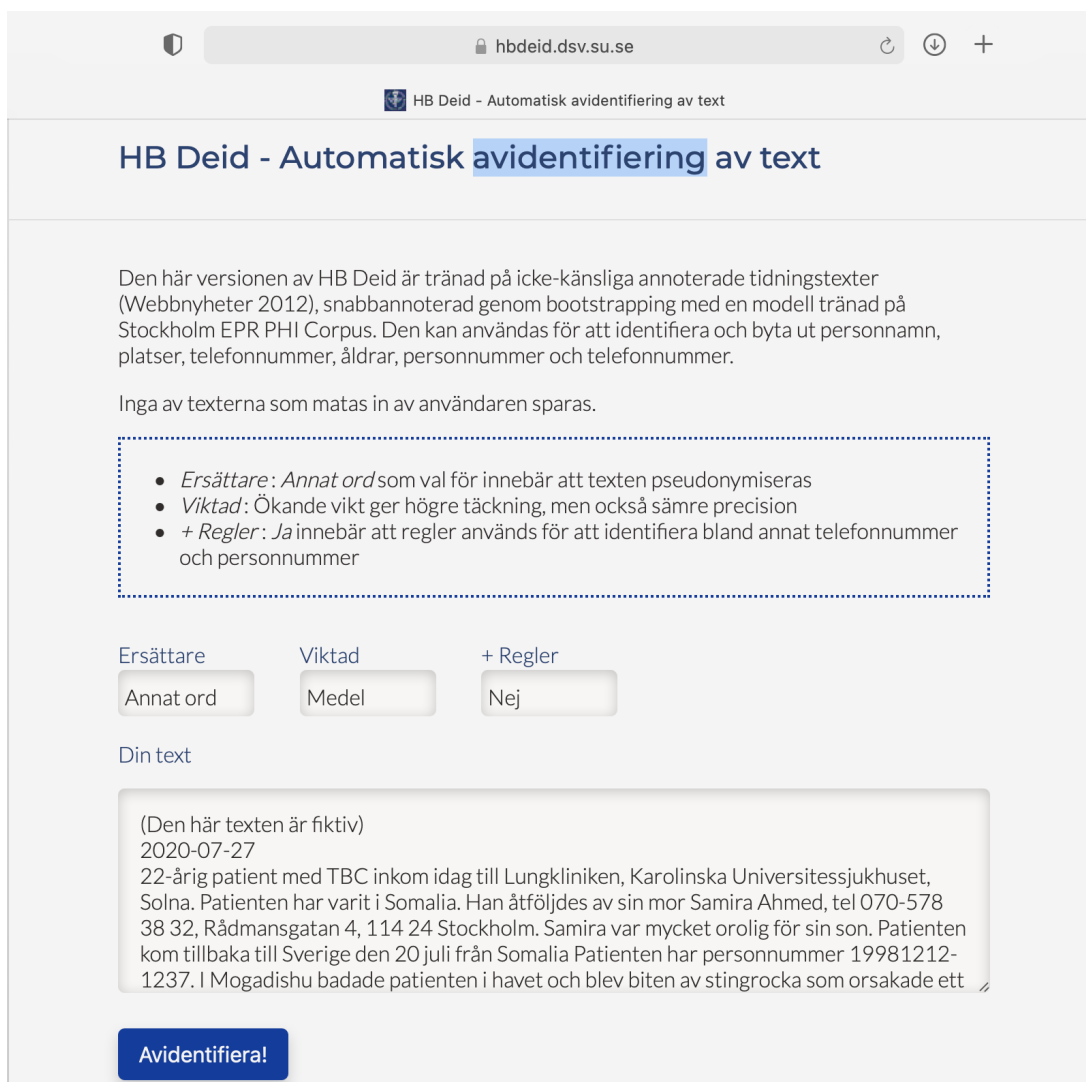 hbdeid.dsv.su.se
HB Deid - Automatisk avidentifiering av text
HB Deid - Automatisk avidentifiering av text
Den här versionen av HB Deid är tränad på icke-känsliga annoterade tidningstexter
(Webbnyheter 2012), snabbannoterad genom bootstrapping med en modell tränad på
Stockholm EPR PHI Corpus. Den kan användas för att identifiera och byta ut personnamn,
platser, telefonnummer, åldrar, personnummer och telefonnummer.
Inga av texterna som matas in av användaren sparas.
• Ersättare : Annat ord som val för innebär att texten pseudonymiseras
• Viktad : Ökande vikt ger högre täckning, men också sämre precision
• + Regler : Ja innebär att regler används för att identifiera bland annat telefonnummer
och personnummer
Ersättare Viktad + Regler
Annat ord Medel Nej
Din text
(Den här texten är fiktiv)
2020-07-27
22-årig patient med TBC inkom idag till Lungkliniken, Karolinska Universitessjukhuset,
Solna. Patienten har varit i Somalia. Han åtföljdes av sin mor Samira Ahmed, tel 070-578
38 32, Rådmansgatan 4, 114 24 Stockholm. Samira var mycket orolig för sin son. Patienten
kom tillbaka till Sverige den 20 juli från Somalia Patienten har personnummer 19981212-
1237. I Mogadishu badade patienten i havet och blev biten av stingrocka som orsakade ett
Avidentifiera!